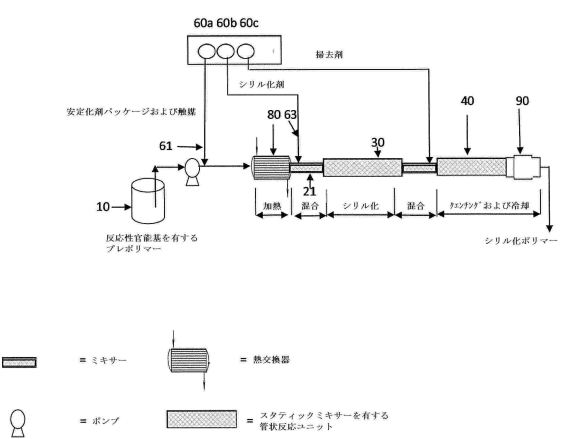 60a 60b 60c
掃去剤
シリル化剤
安定化剤パッケージおよび触媒
80 63
40
90
61
30
10
21
加熱
混合
シリル化
混合
クエンチングおよび冷却
反応性官能基を有する
プレポリマー
シリル化ポリマー
= ミキサー
= 熱交換器
= ポンプ
= スタティックミキサーを有する
管状反応ユニット